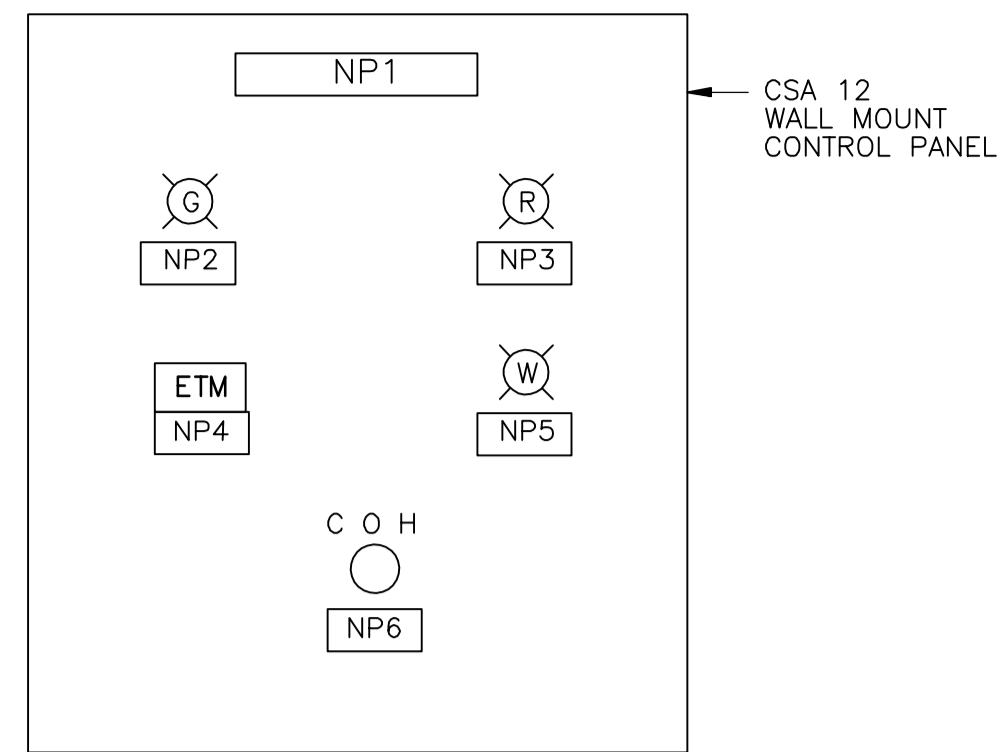 NP1
CSA 12
WALL MOUNT
CONTROL PANEL
G
R
NP2
NP3
ETM
W
NP4
NP5
C O H
NP6